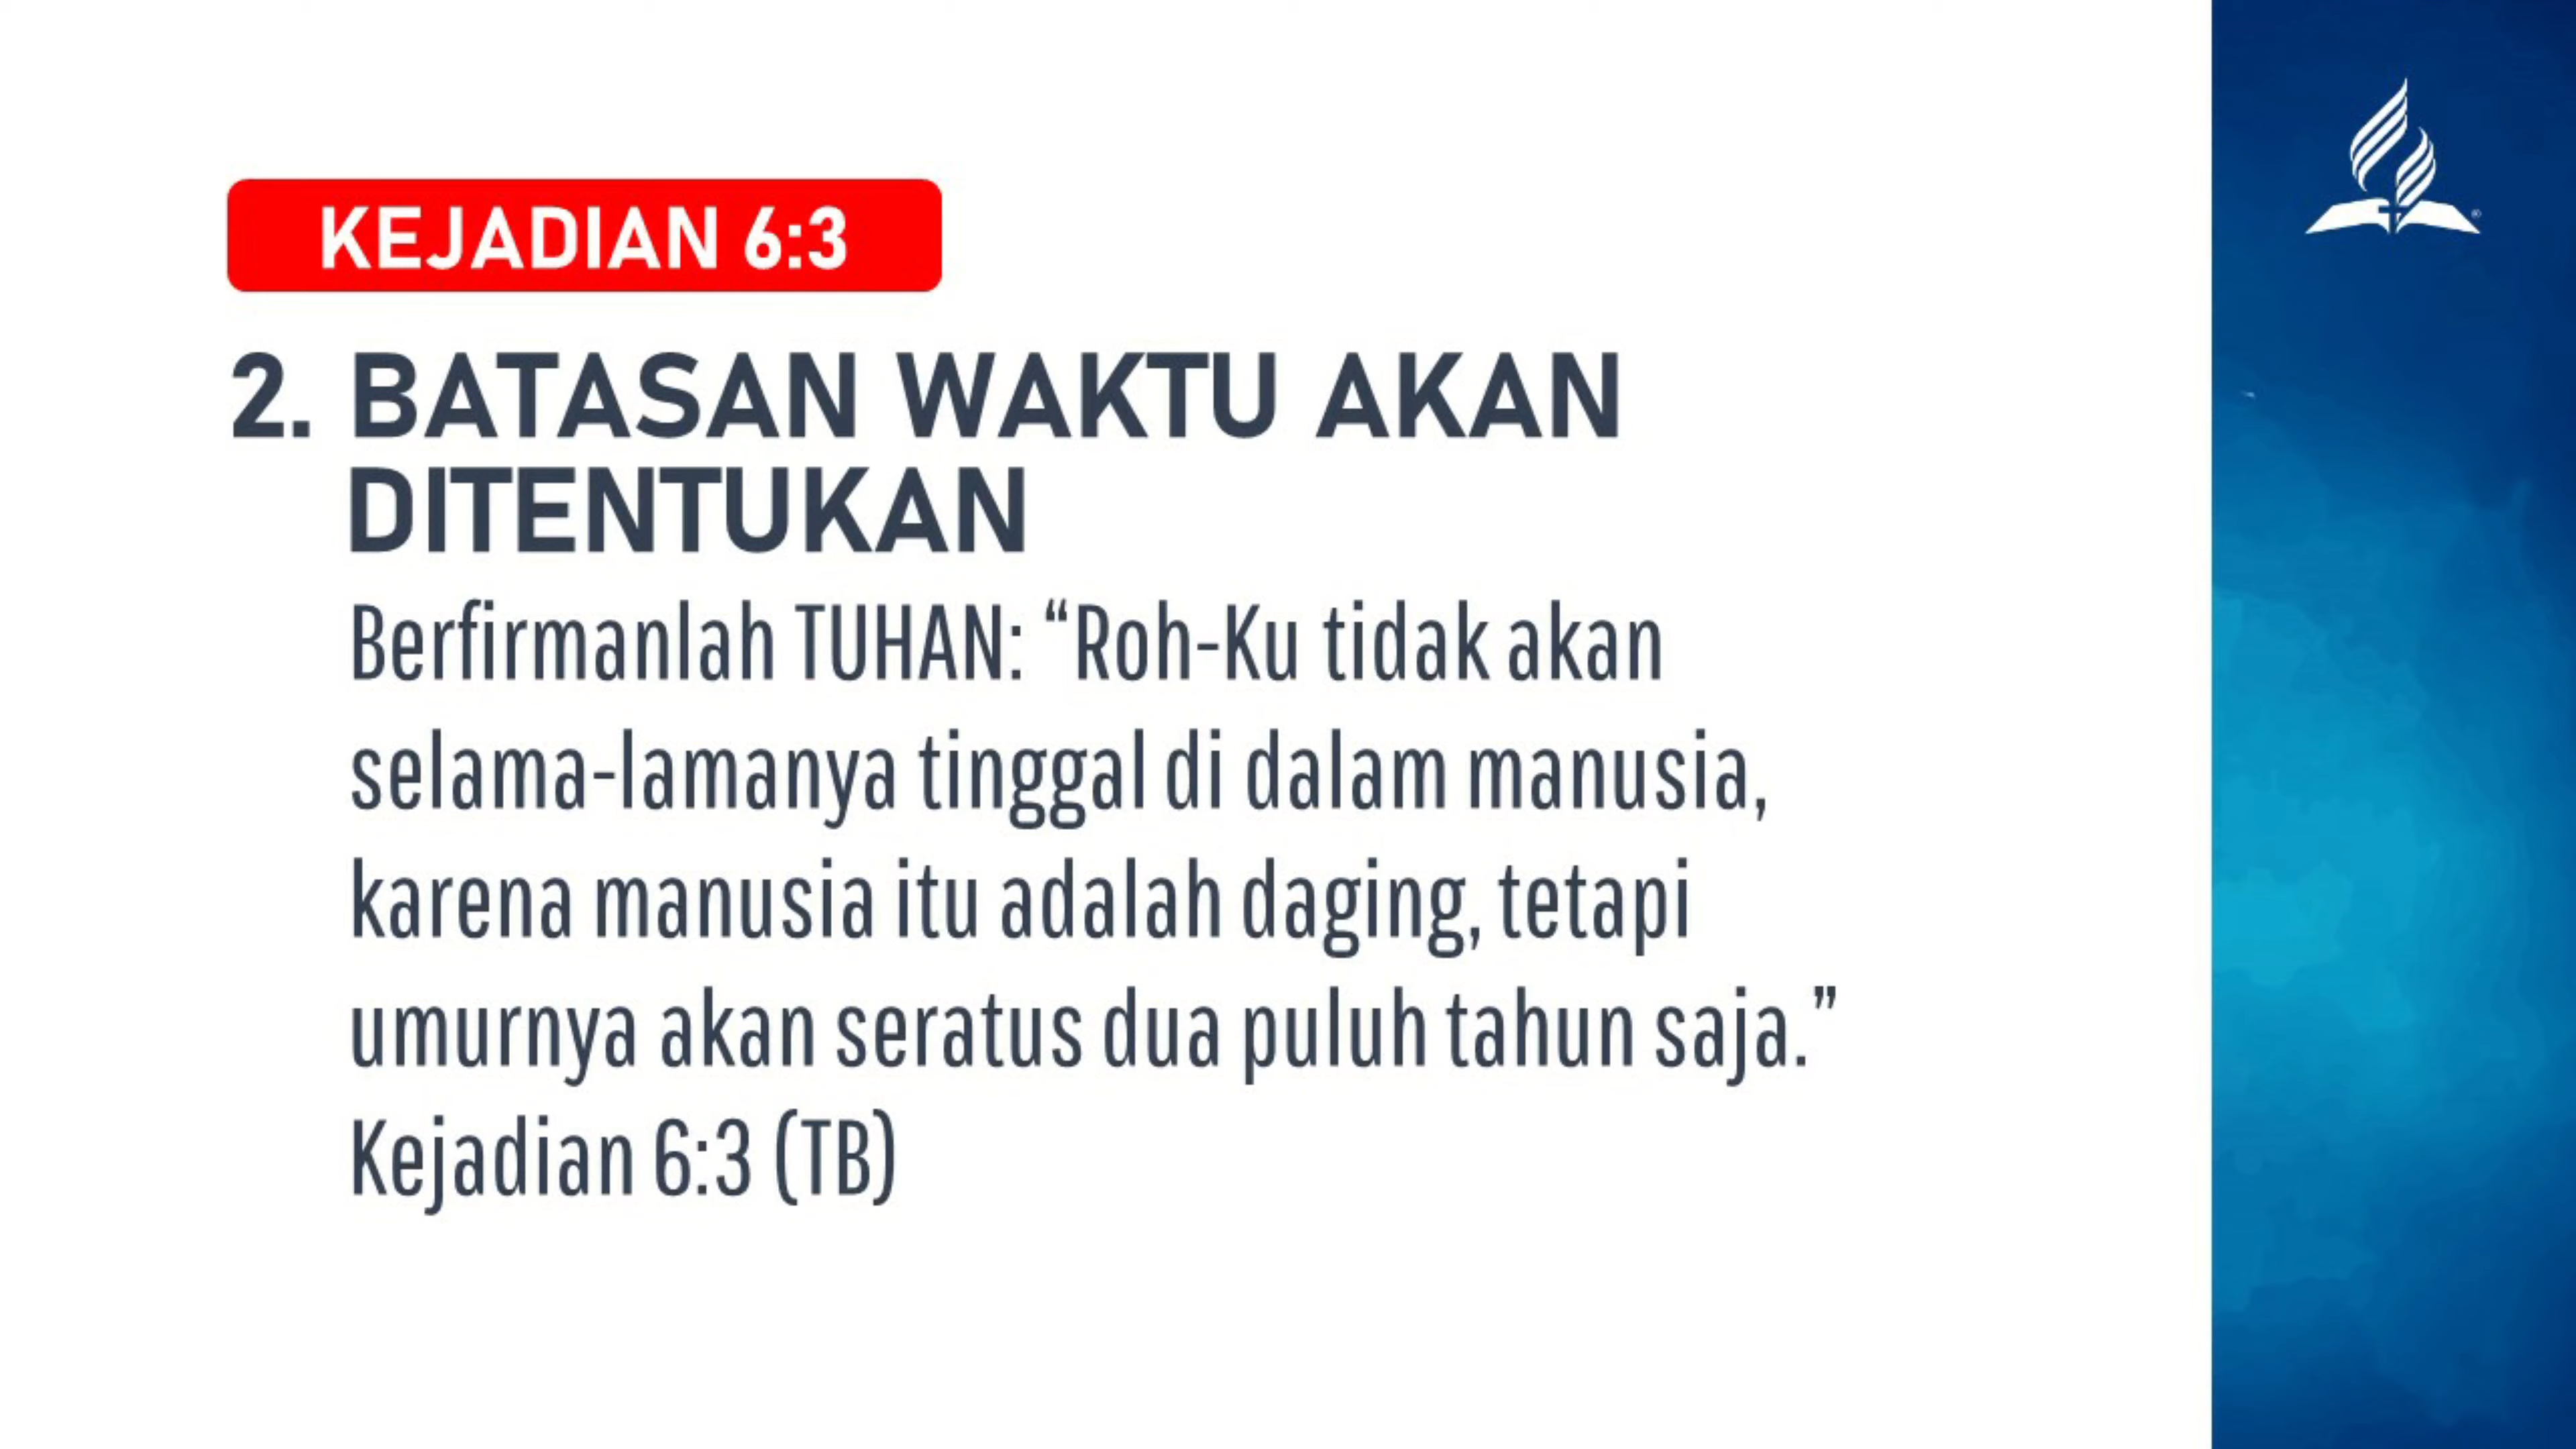 KEJADIAN 6:3
2. BATASAN WAKTU AKAN
DITENTUKAN
Berfirmanlah TUHAN: “Roh-Ku tidak akan
selama-lamanya tinggal di dalam manusia,
karena manusia itu adalah daging, tetapi
umurnya akan seratus dua puluh tahun saja.”
Kejadian 6:3 (TB)